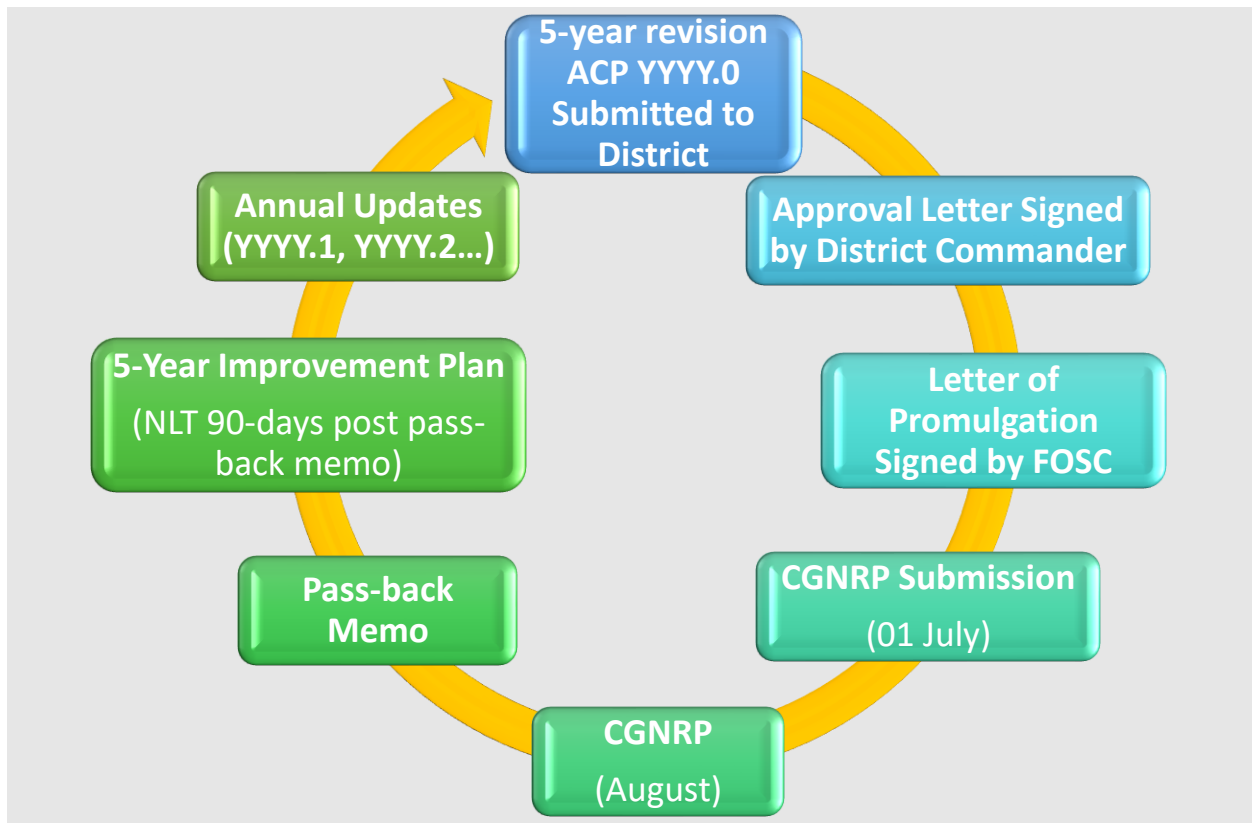 5-year revision
ACP YYYY.0
Submitted to
District
Approval Letter Signed
by District Commander
Letter of
Promulgation
Signed by FOSC
CGNRP Submission
(01 July)
CGNRP
(August)
Pass-back
Memo
5-Year Improvement Plan
(NLT 90-days post pass-
back memo)
Annual Updates
(YYYY.1, YYYY.2...)